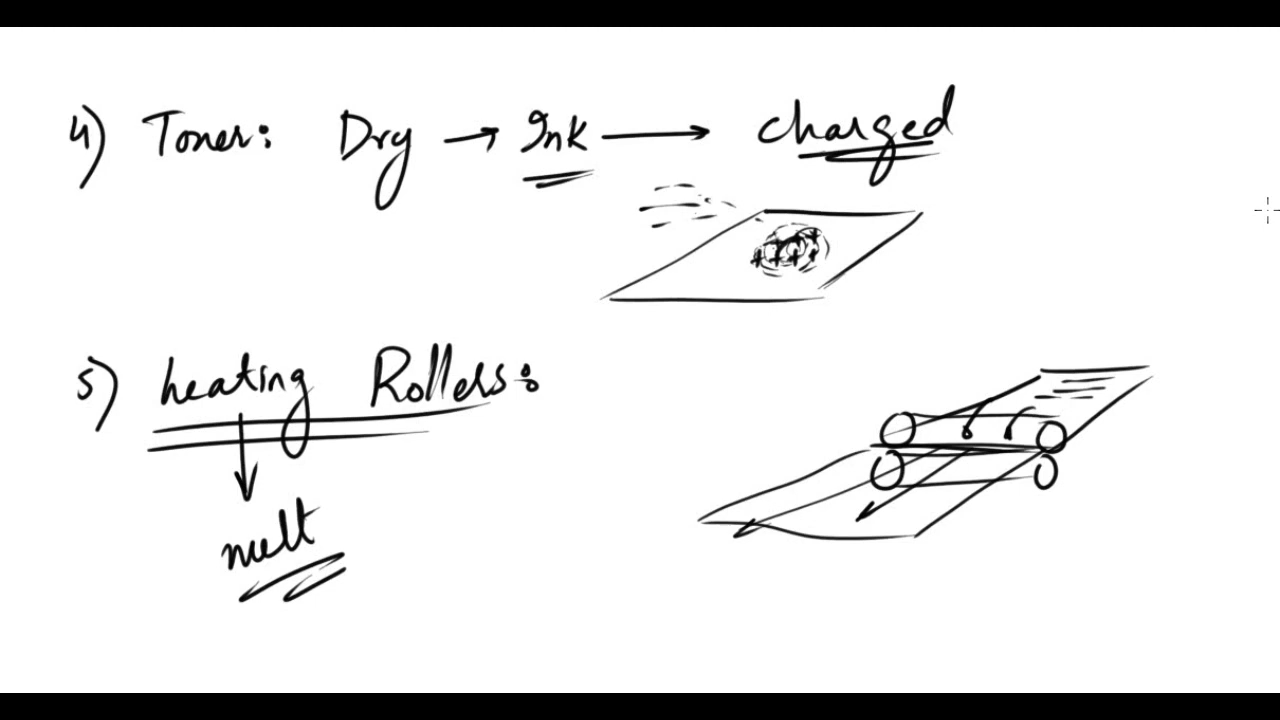 4) Toner: Dry → Ink → charged
++++++
5) heating Rollers:
melt